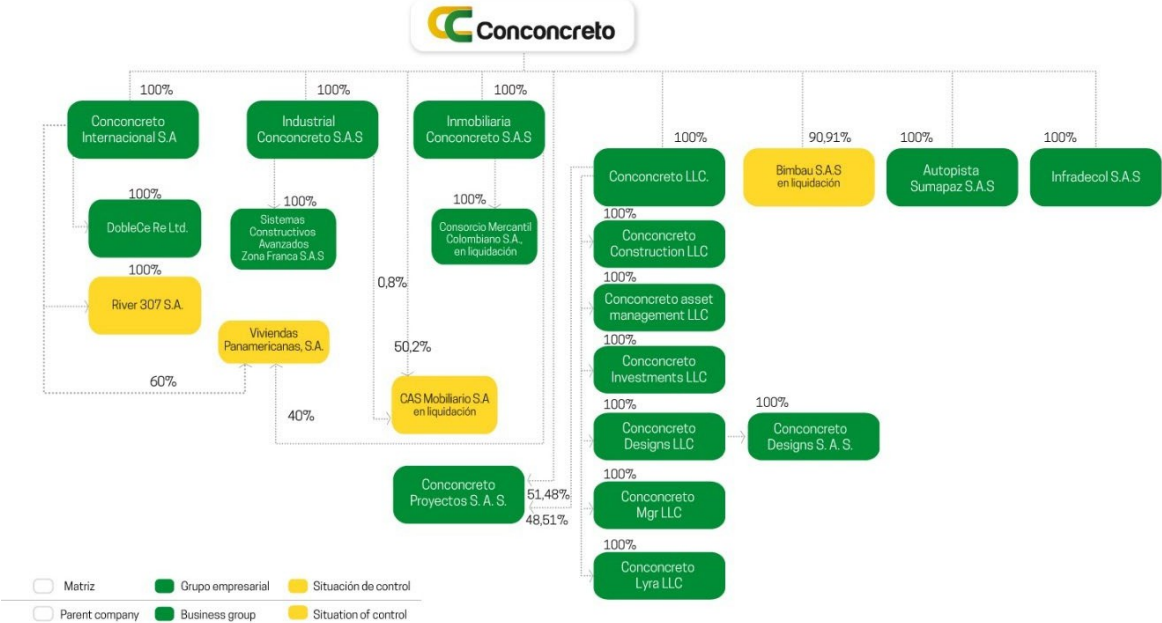 Conconcreto
100%
100%
100%
Conconcreto
Internacional S.A
Industrial
Conconcreto S.A.S
Inmobiliaria
Conconcreto S.A.S
100%
90,91%
100%
100%
Conconcreto LLC.
Bimbau S.A.S
en liquidación
Autopista
Sumapaz S.A.S
Infradecol S.A.S
100%
DobleCe Re Ltd.
100%
Sistemas
Constructivos
Avanzados
Zona Franca S.A.S
100%
Consorcio Mercantil
Colombiano S.A.,
en liquidación
100%
Conconcreto
Construction LLC
100%
River 307 S.A.
0,8%
100%
Conconcreto asset
management LLC
Viviendas
Panamericanas, S.A.
50,2%
100%
Conconcreto
Investments LLC
60%
40%
CAS Mobiliario S.A
en liquidación
100%
Conconcreto
Designs LLC
100%
Conconcreto
Designs S. A. S.
Conconcreto
Proyectos S. A. S.
51,48%
48,51%
100%
Conconcreto
Mgr LLC
100%
Conconcreto
Lyra LLC
Matriz
Grupo empresarial
Situación de control
Parent company
Business group
Situation of control